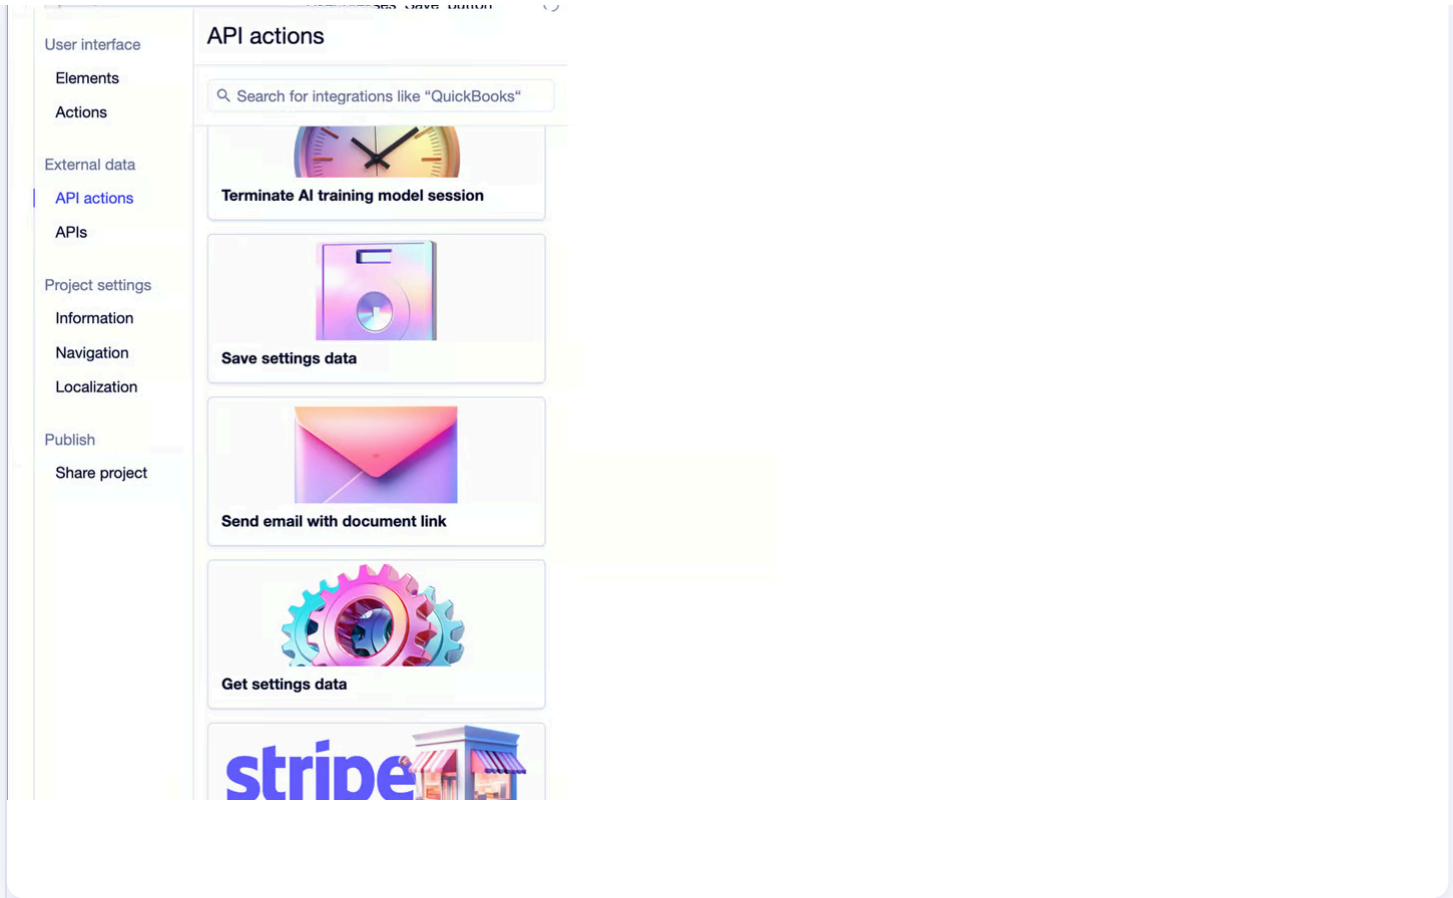 "Save" button
User interface
Elements
Actions
External data
API actions
APIs
Project settings
Information
Navigation
Localization
Publish
Share project
API actions
Search for integrations like “QuickBooks“
Terminate AI training model session
Save settings data
Send email with document link
Get settings data
stripe